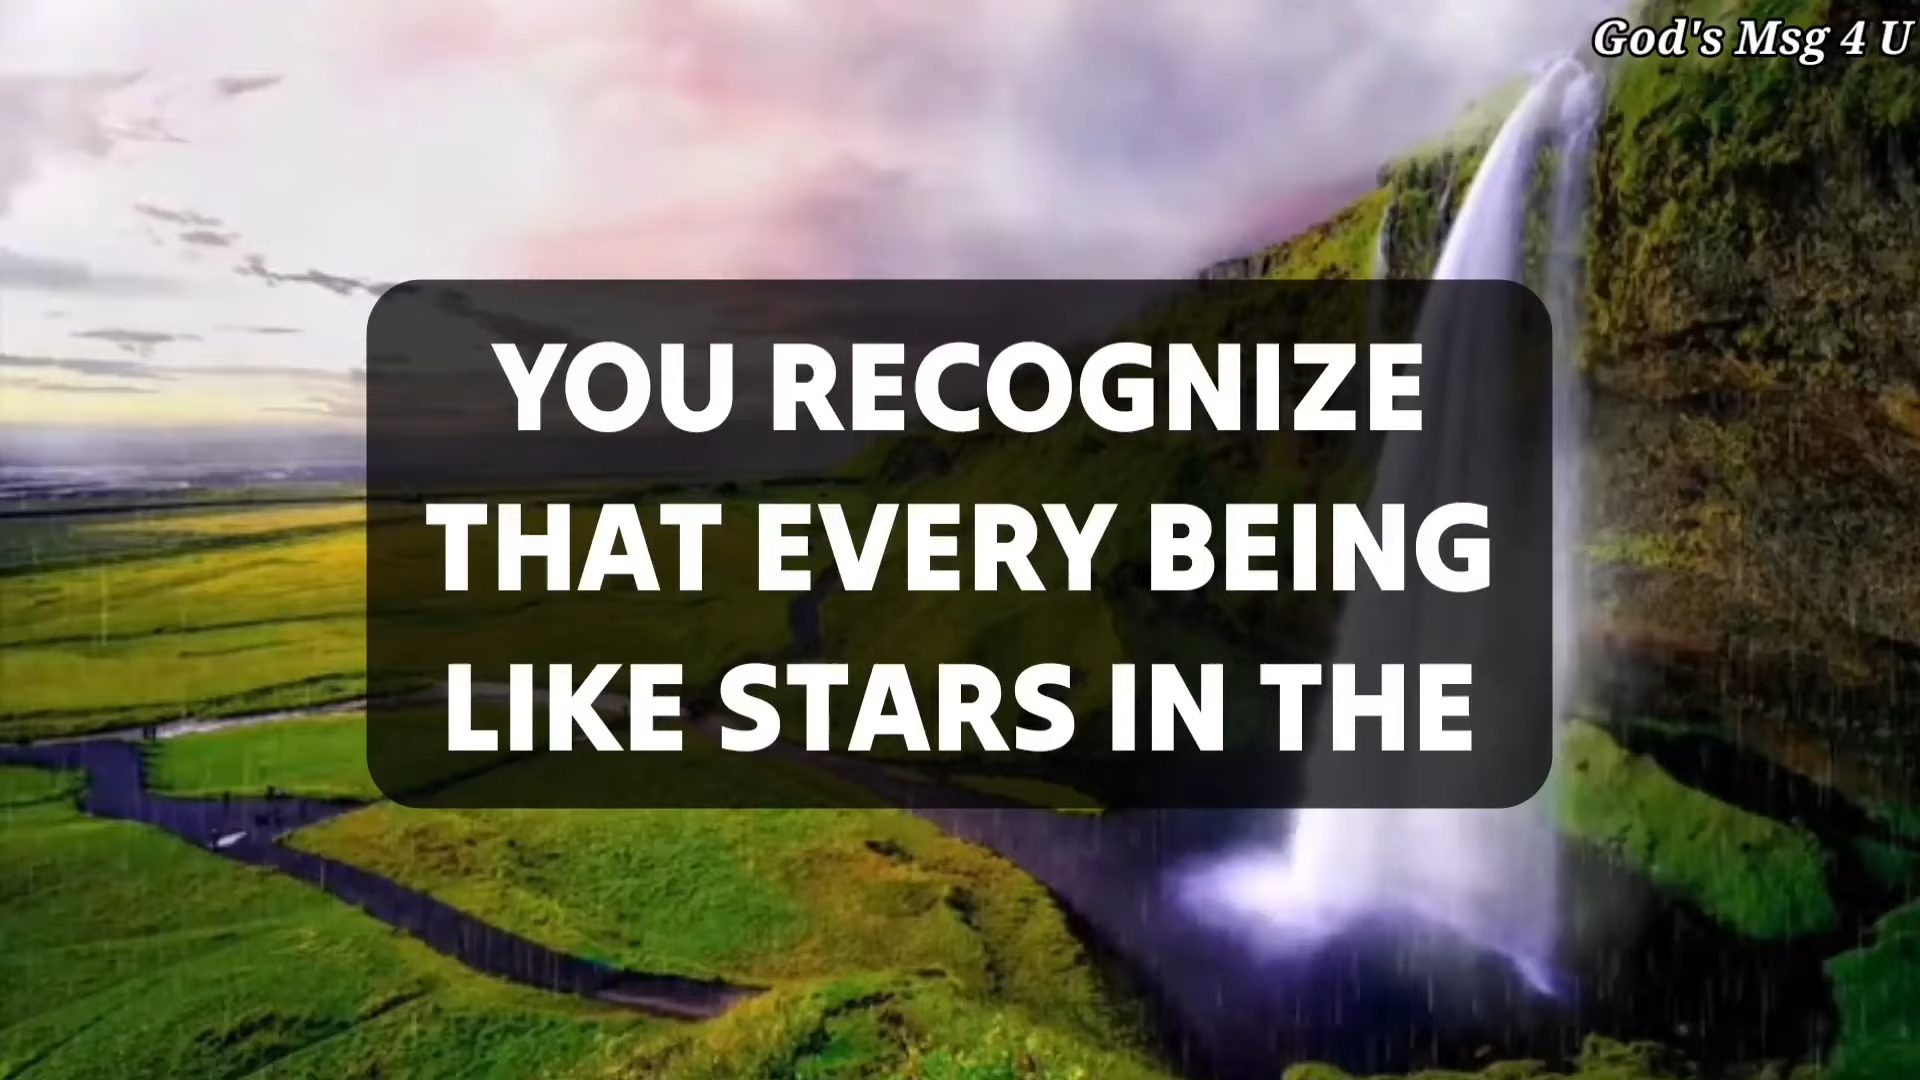 God's Msg 4 U
YOU RECOGNIZE
THAT EVERY BEING
LIKE STARS IN THE